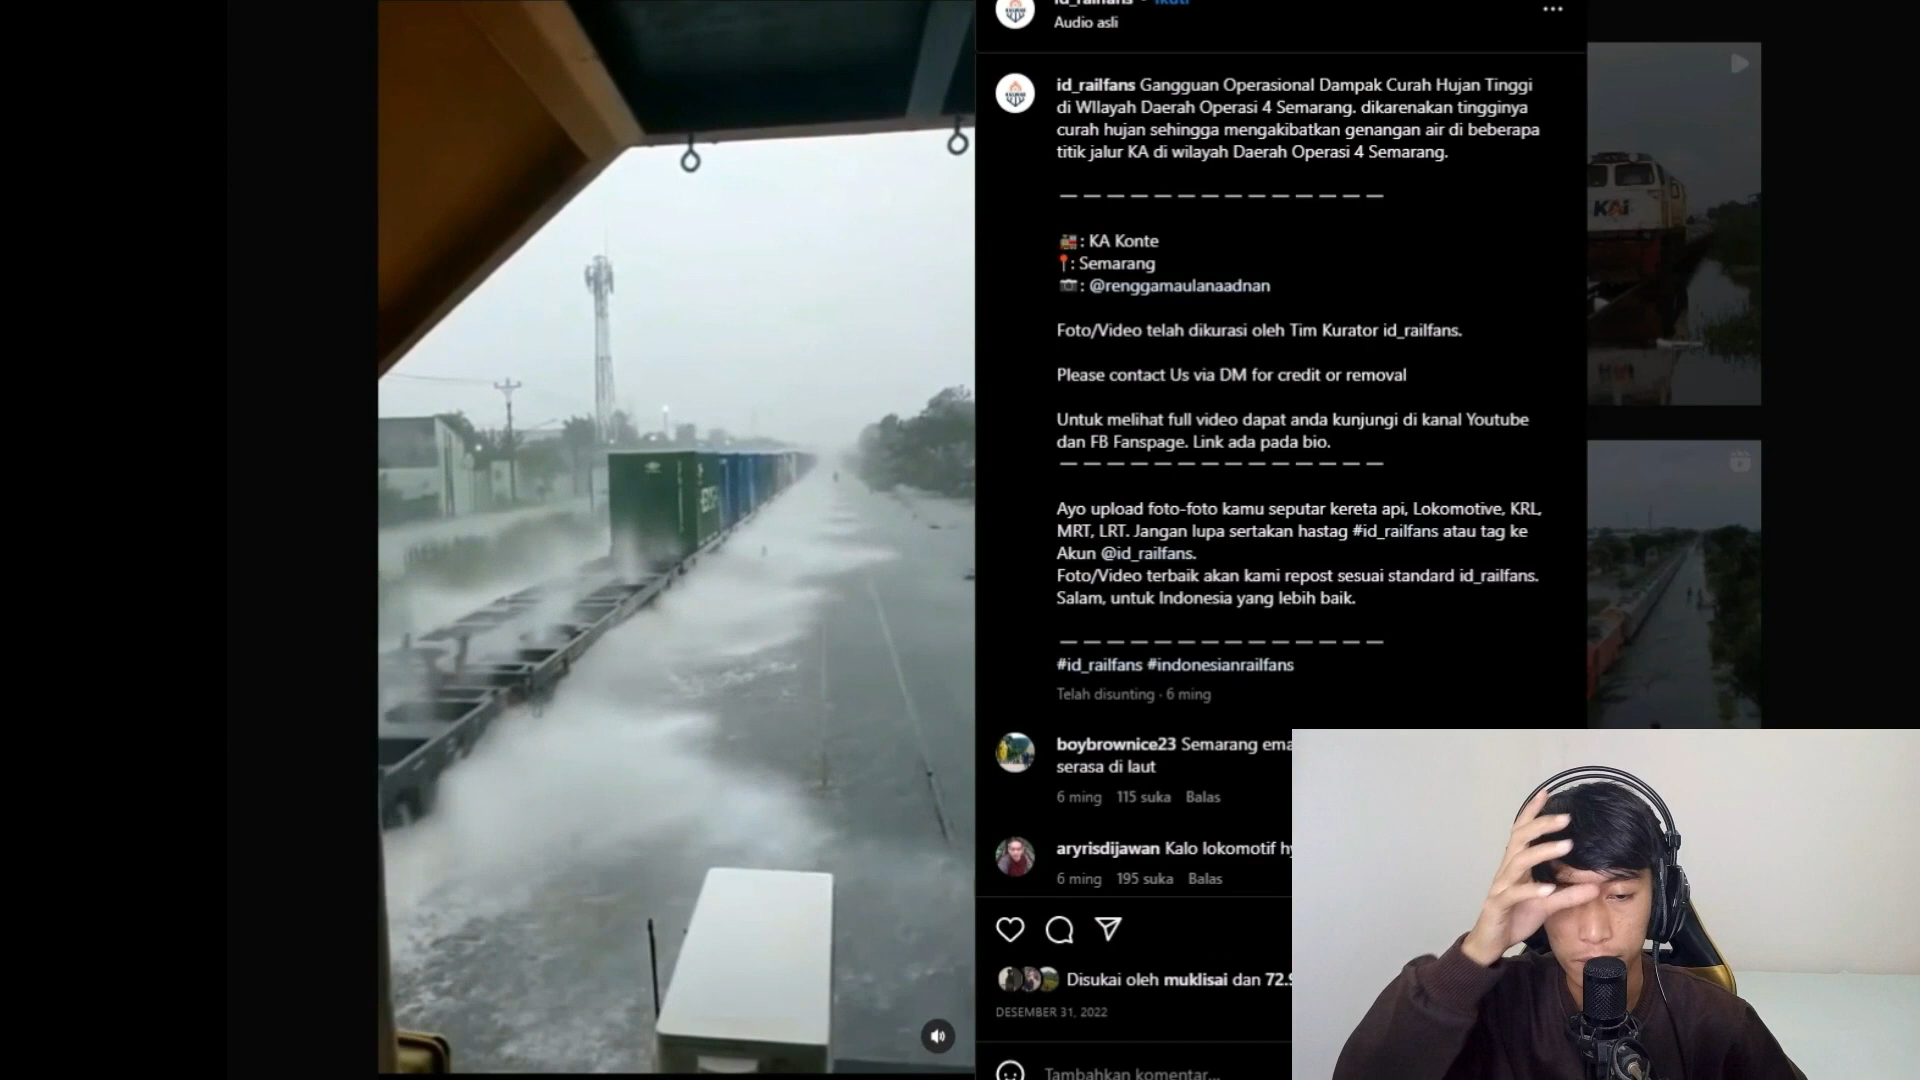 Audio asli
id_railfans Gangguan Operasional Dampak Curah Hujan Tinggi
di WIlayah Daerah Operasi 4 Semarang. dikarenakan tingginya
curah hujan sehingga mengakibatkan genangan air di beberapa
titik jalur KA di wilayah Daerah Operasi 4 Semarang.
— — — — — — — — — — — — — —
🚂: KA Konte
📍: Semarang
📷: @renggamaulanaadnan
Foto/Video telah dikurasi oleh Tim Kurator id_railfans.
Please contact Us via DM for credit or removal
Untuk melihat full video dapat anda kunjungi di kanal Youtube
dan FB Fanspage. Link ada pada bio.
— — — — — — — — — — — — — —
Ayo upload foto-foto kamu seputar kereta api, Lokomotive, KRL,
MRT, LRT. Jangan lupa sertakan hastag #id_railfans atau tag ke
Akun @id_railfans.
Foto/Video terbaik akan kami repost sesuai standard id_railfans.
Salam, untuk Indonesia yang lebih baik.
— — — — — — — — — — — — — —
#id_railfans #indonesianrailfans
Telah disunting · 6 ming
boybrownice23 Semarang ema
serasa di laut
6 ming 115 suka Balas
aryrisdijawan Kalo lokomotif hy
6 ming 195 suka Balas
Disukai oleh muklisai dan 72.9
DESEMBER 31, 2022
Tambahkan komentar...
KAI